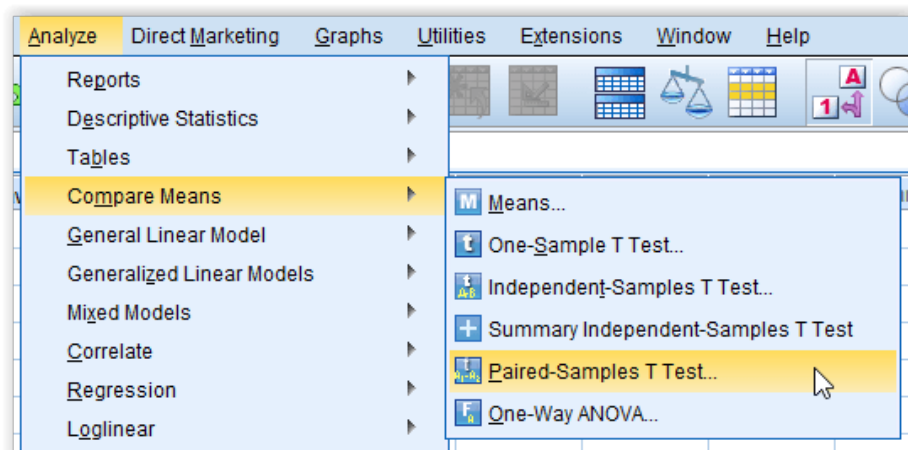 Analyze Direct Marketing Graphs Utilities Extensions Window Help
Reports
Descriptive Statistics
Tables
Compare Means
General Linear Model
Generalized Linear Models
Mixed Models
Correlate
Regression
Loglinear
A
1
M Means...
t One-Sample T Test...
t A-B Independent-Samples T Test...
Summary Independent-Samples T Test
t Paired-Samples T Test...
F A One-Way ANOVA...